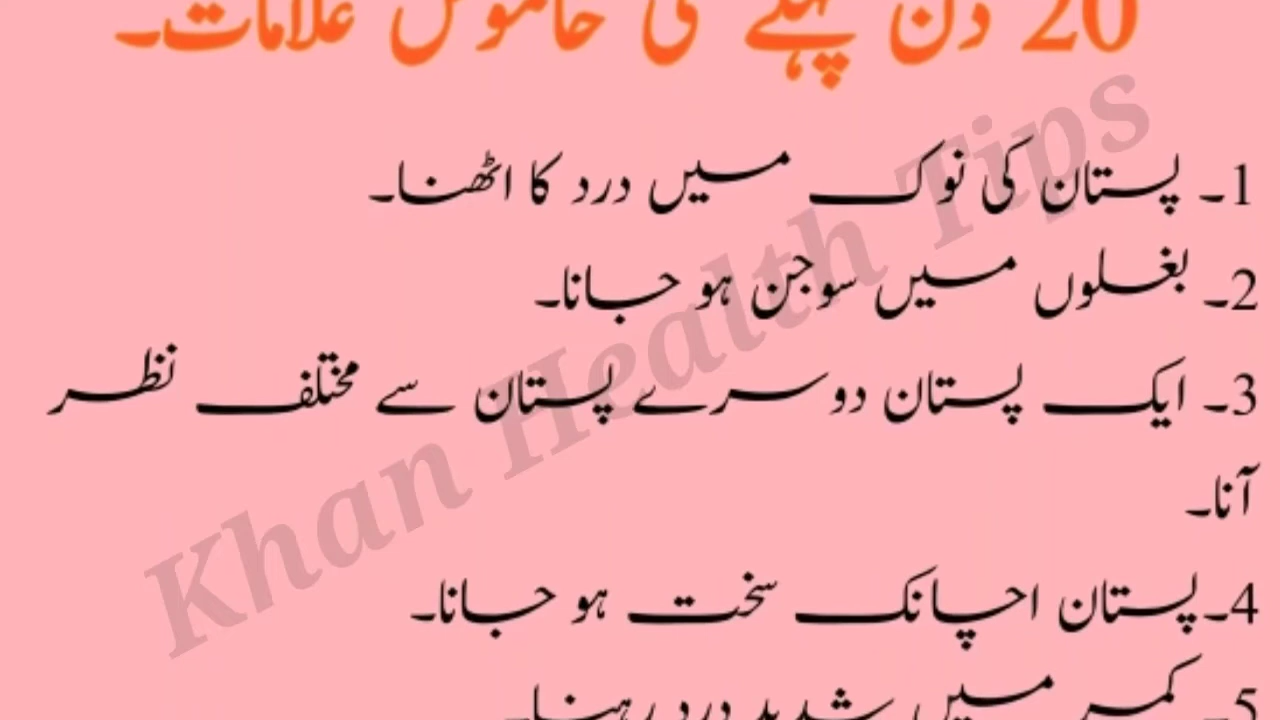 20 دن پہلے کی خاموش علامات۔
1۔ پستان کی نوک میں درد کا اٹھنا۔
2۔ بغلوں میں سوجن ہو جانا۔
3۔ ایک پستان دوسرے پستان سے مختلف نظر
آنا۔
4۔پستان اچانک سخت ہو جانا۔
5۔ کمر میں شدید درد رہنا۔
Khan Health Tips